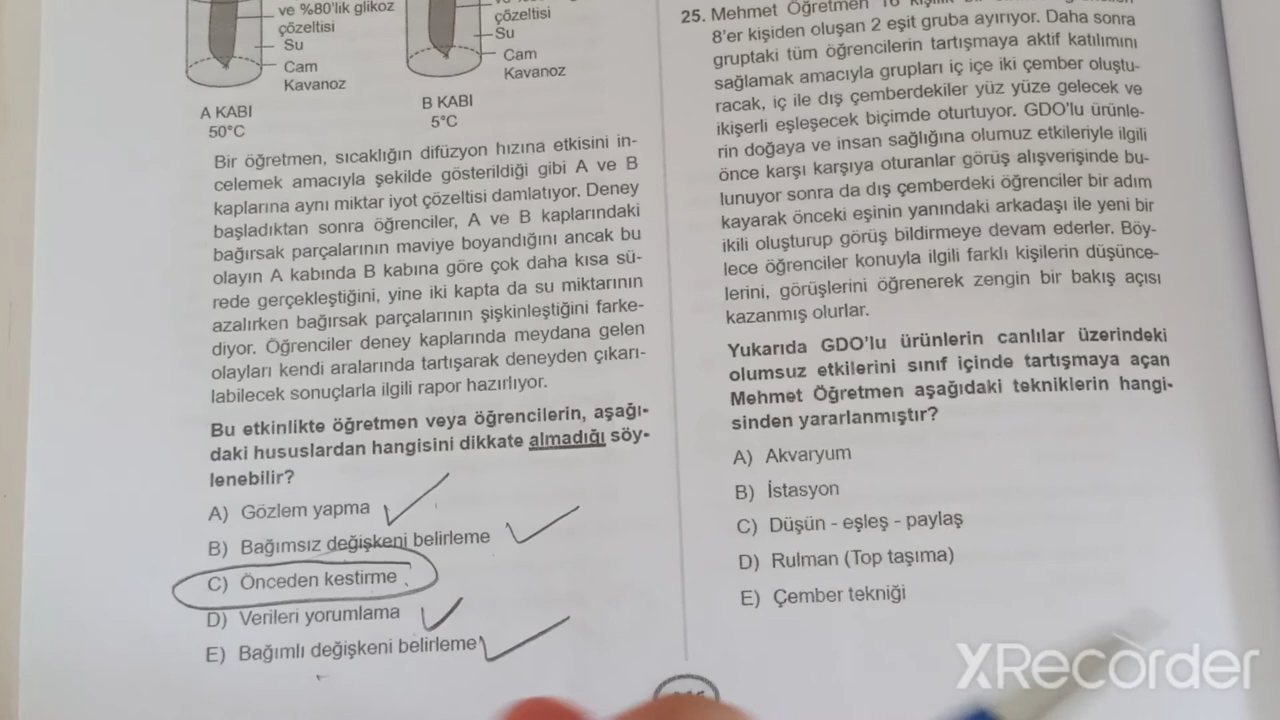 ve %80'lik glikoz
çözeltisi
Su
Cam
Kavanoz
A KABI
50°C
çözeltisi
Su
Cam
Kavanoz
B KABI
5°C
Bir öğretmen, sıcaklığın difüzyon hızına etkisini in-
celemek amacıyla şekilde gösterildiği gibi A ve B
kaplarına aynı miktar iyot çözeltisi damlatıyor. Deney
başladıktan sonra öğrenciler, A ve B kaplarındaki
bağırsak parçalarının maviye boyandığını ancak bu
olayın A kabında B kabına göre çok daha kısa sü-
rede gerçekleştiğini, yine iki kapta da su miktarının
azalırken bağırsak parçalarının şişkinleştiğini farke-
diyor. Öğrenciler deney kaplarında meydana gelen
olayları kendi aralarında tartışarak deneyden çıkarı-
labilecek sonuçlarla ilgili rapor hazırlıyor.
Bu etkinlikte öğretmen veya öğrencilerin, aşağı-
daki hususlardan hangisini dikkate almadığı söy-
lenebilir?
A) Gözlem yapma
B) Bağımsız değişkeni belirleme
C) Önceden kestirme
D) Verileri yorumlama
E) Bağımlı değişkeni belirleme
25. Mehmet Öğretmen 16 kişilik
8'er kişiden oluşan 2 eşit gruba ayırıyor. Daha sonra
gruptaki tüm öğrencilerin tartışmaya aktif katılımını
sağlamak amacıyla grupları iç içe iki çember oluştu-
racak, iç ile dış çemberdekiler yüz yüze gelecek ve
ikişerli eşleşecek biçimde oturtuyor. GDO'lu ürünle-
rin doğaya ve insan sağlığına olumuz etkileriyle ilgili
önce karşı karşıya oturanlar görüş alışverişinde bu-
lunuyor sonra da dış çemberdeki öğrenciler bir adım
kayarak önceki eşinin yanındaki arkadaşı ile yeni bir
ikili oluşturup görüş bildirmeye devam ederler. Böy-
lece öğrenciler konuyla ilgili farklı kişilerin düşünce-
lerini, görüşlerini öğrenerek zengin bir bakış açısı
kazanmış olurlar.
Yukarıda GDO'lu ürünlerin canlılar üzerindeki
olumsuz etkilerini sınıf içinde tartışmaya açan
Mehmet Öğretmen aşağıdaki tekniklerin hangi-
sinden yararlanmıştır?
A) Akvaryum
B) İstasyon
C) Düşün - eşleş - paylaş
D) Rulman (Top taşıma)
E) Çember tekniği
XRecorder